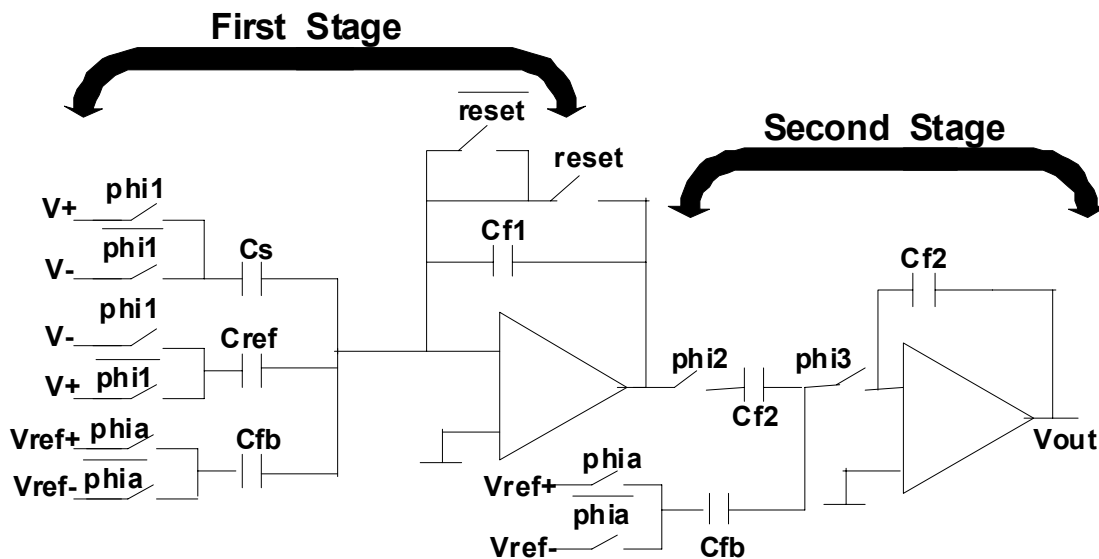 First Stage
Second Stage
reset
reset
V+
phi1
phi1
V-
Cs
Cf1
V-
phi1
Cref
V+
phi1
Vref+
phia
Cfb
Vref-
phia
phi2
Cf2
phi3
Cf2
Vout
Vref+
phia
phia
Vref-
Cfb